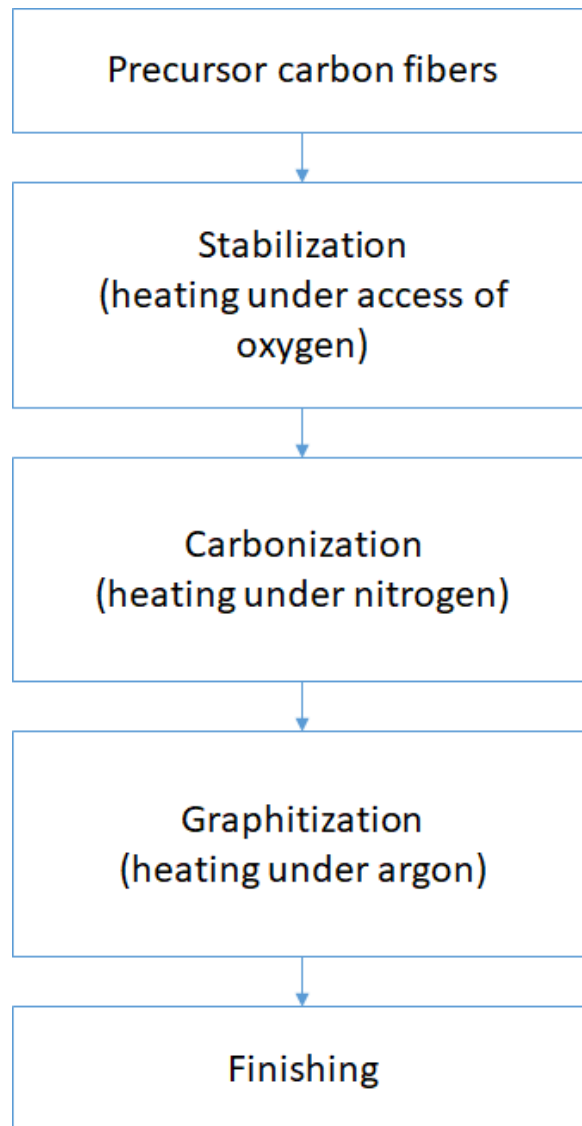 Precursor carbon fibers
Stabilization
(heating under access of
oxygen)
Carbonization
(heating under nitrogen)
Graphitization
(heating under argon)
Finishing